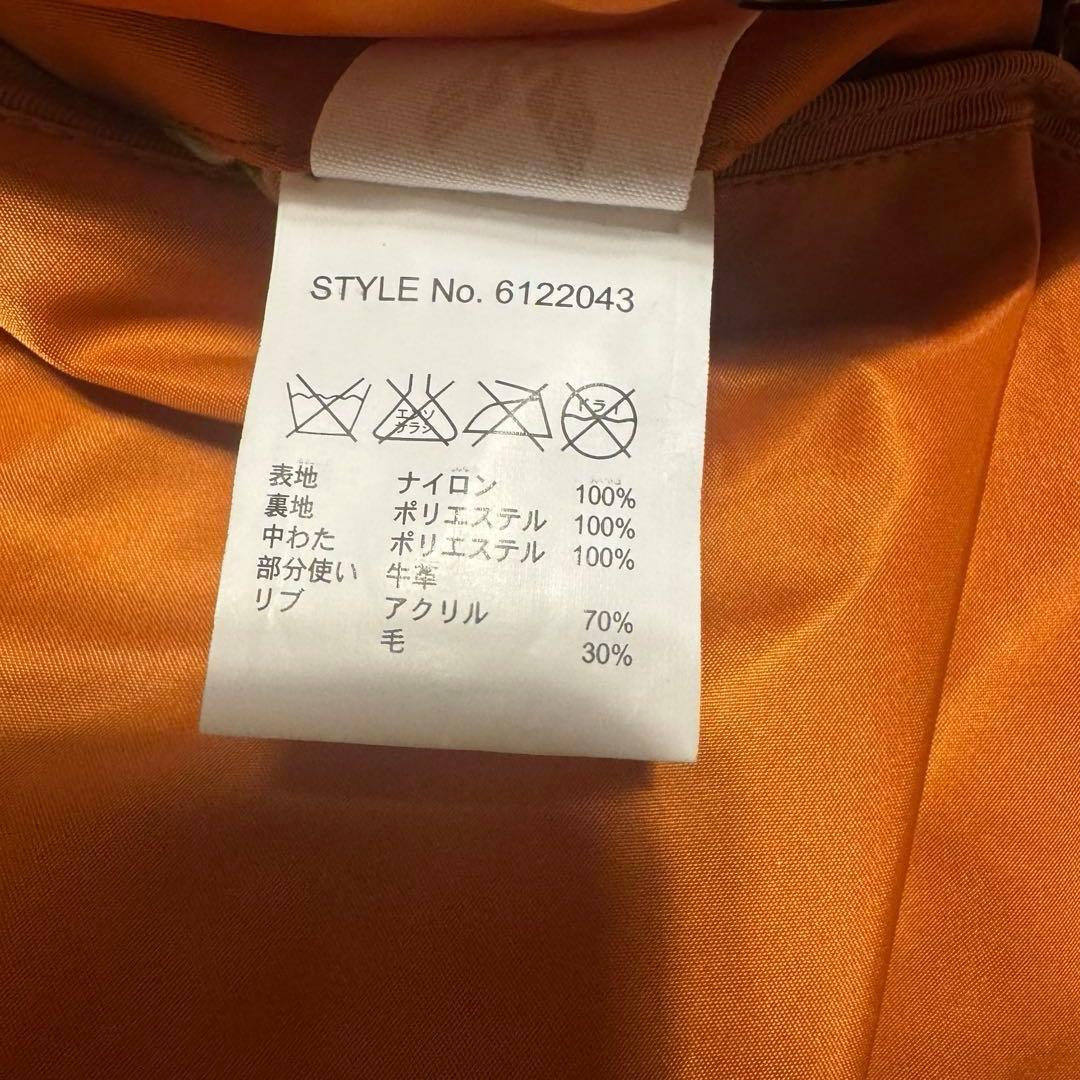 STYLE No. 6122043
エンソ ドライ
サラシ
表地 ナイロン 100%
裏地 ポリエステル 100%
中わた ポリエステル 100%
部分使い 牛革
リブ アクリル 70%
毛 30%